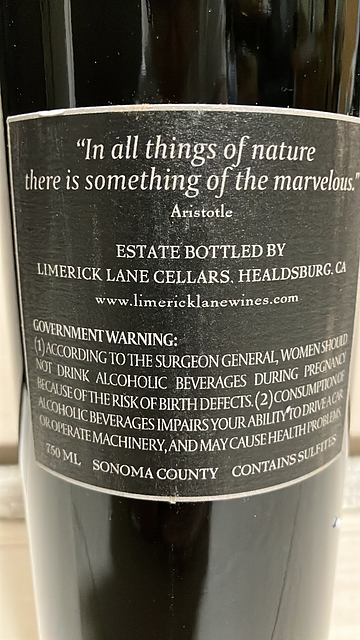 “In all things of nature
there is something of the marvelous.”
Aristotle
ESTATE BOTTLED BY
LIMERICK LANE CELLARS, HEALDSBURG, CA
www.limericklanewines.com
GOVERNMENT WARNING:
(1) ACCORDING TO THE SURGEON GENERAL, WOMEN SHOULD
NOT DRINK ALCOHOLIC BEVERAGES DURING PREGNANCY
BECAUSE OF THE RISK OF BIRTH DEFECTS. (2) CONSUMPTION OF
ALCOHOLIC BEVERAGES IMPAIRS YOUR ABILITY TO DRIVE A CAR
OR OPERATE MACHINERY, AND MAY CAUSE HEALTH PROBLEMS.
750 ML SONOMA COUNTY CONTAINS SULFITES